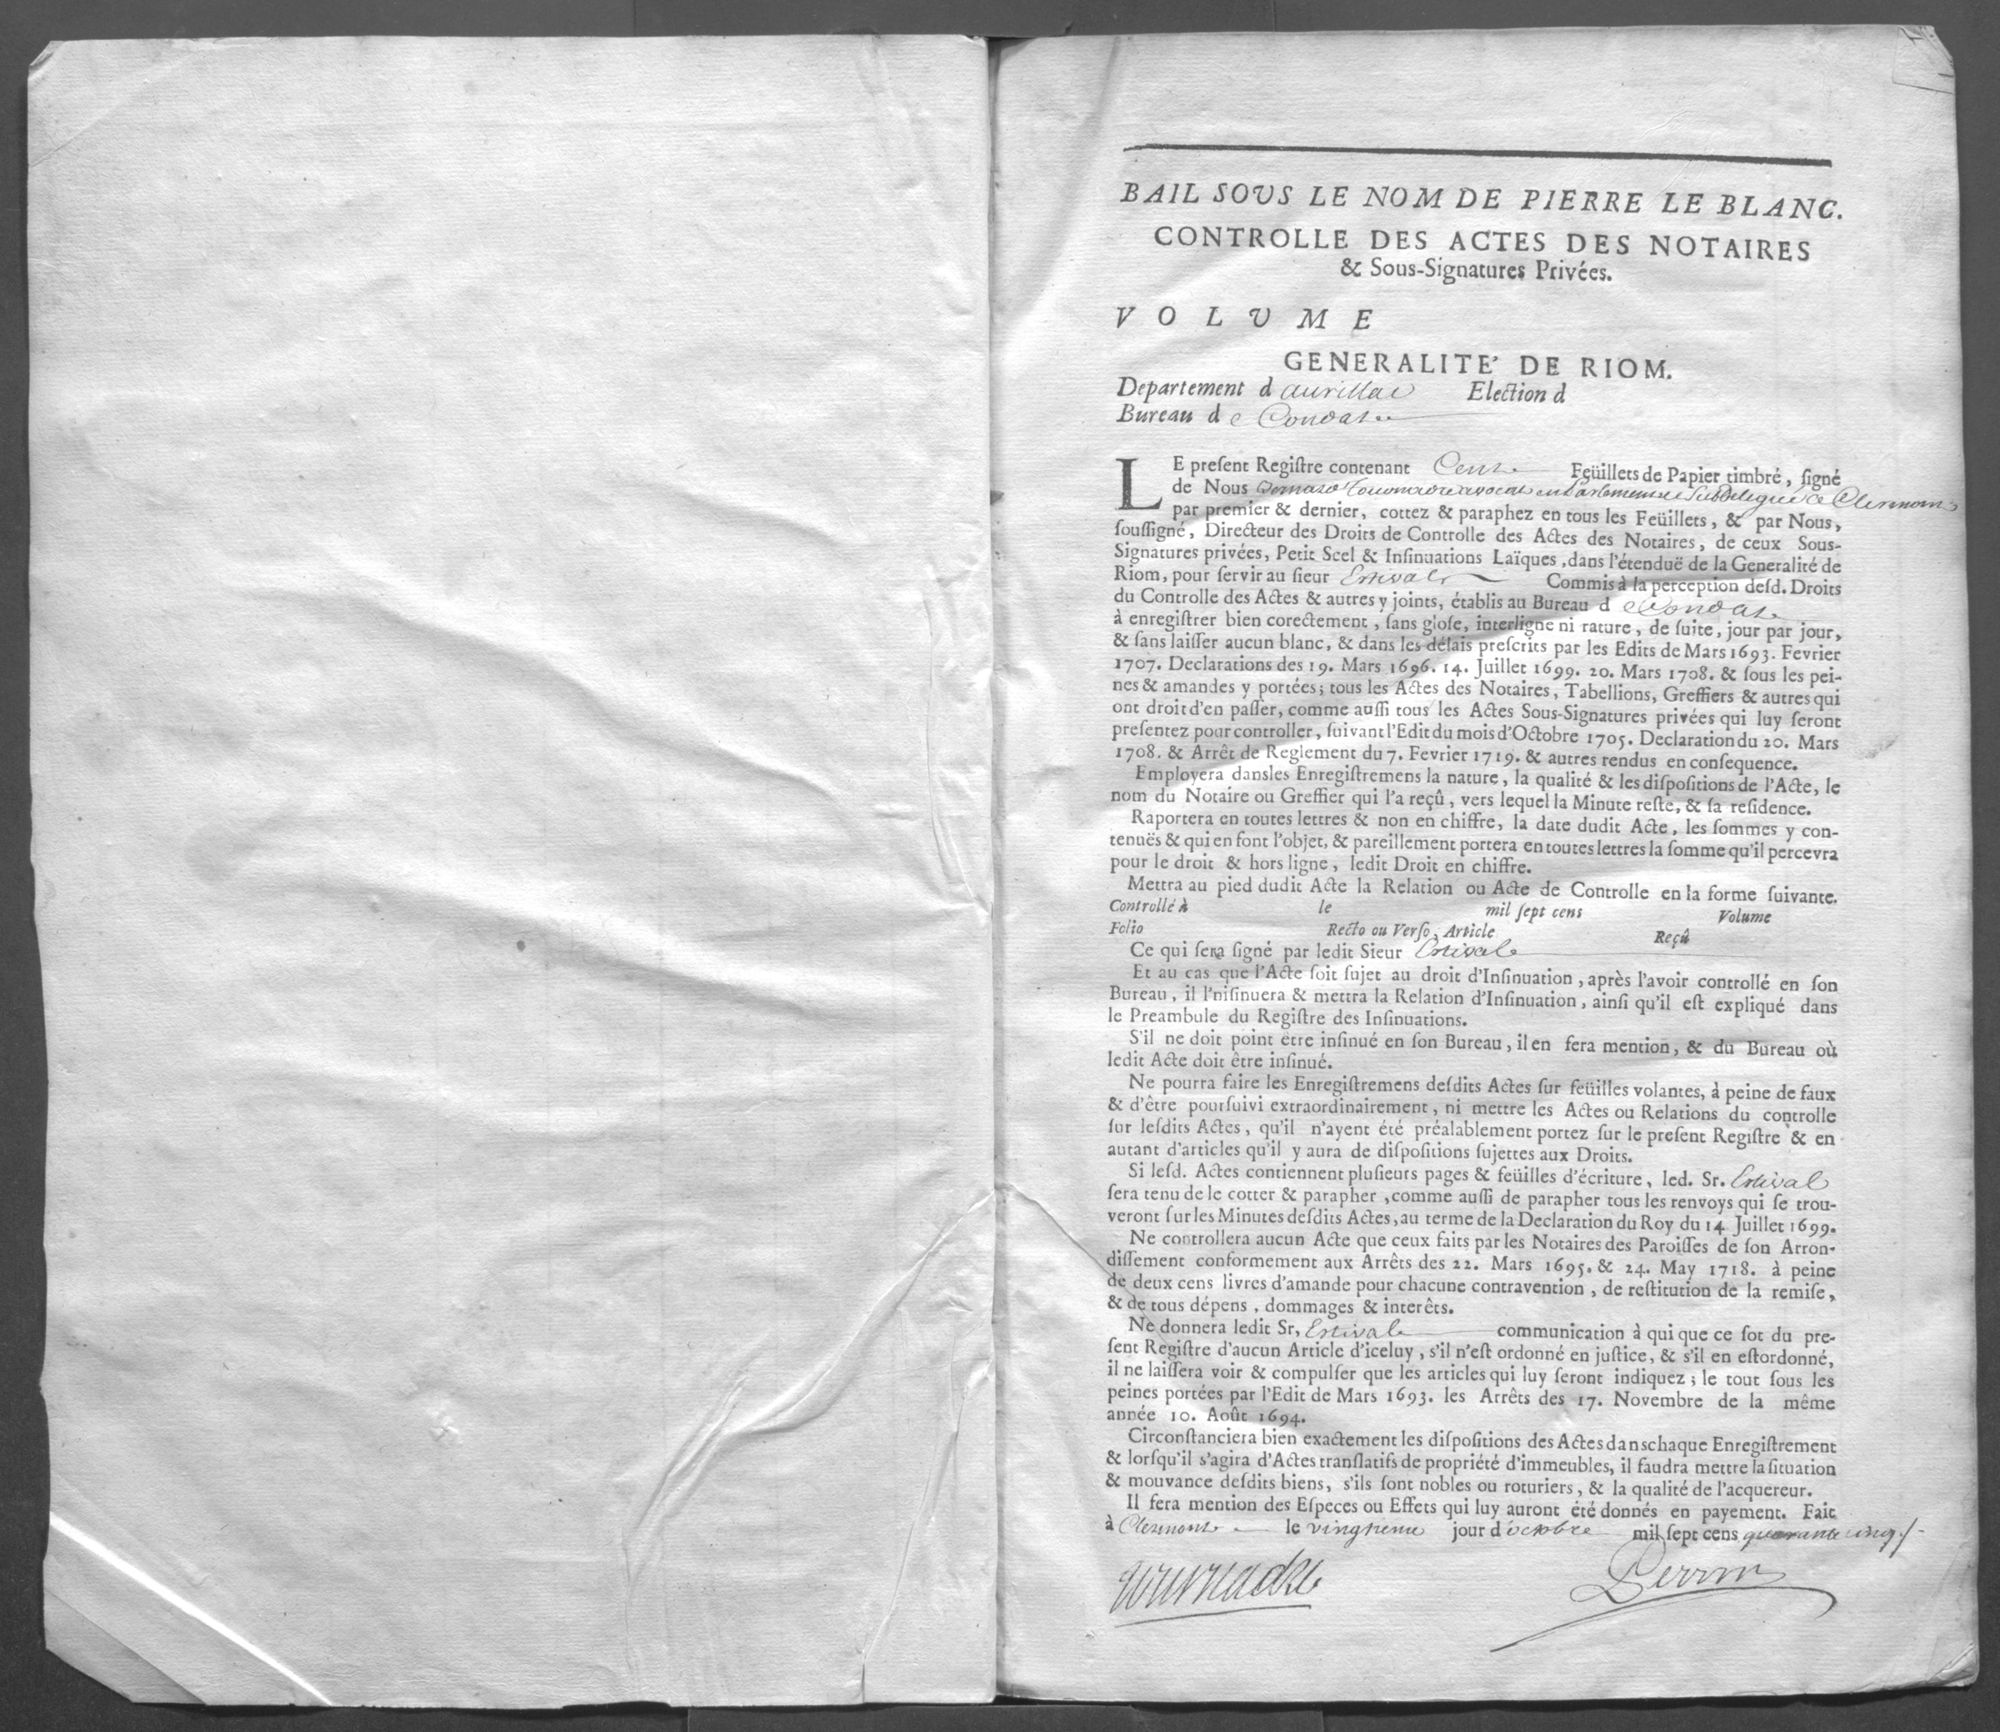 BAIL SOUS LE NOM DE PIERRE LE BLANC.
CONTROLLE DES ACTES DES NOTAIRES
& Sous-Signatures Privées.
VOLUME
GENERALITE' DE RIOM.
Departement d aurillac Election d
Bureau d e Condat
LE preſent Regiſtre contenant Cent Feüillets de Papier timbré, ſigné
de Nous avocat en Parlement Subdelegué a Clermont
par premier & dernier, cottez & paraphez en tous les Feüillets, & par Nous,
ſouſſigné, Directeur des Droits de Controlle des Actes des Notaires, de ceux Sous-
Signatures privées, Petit Scel & Inſinuations Laïques, dans l'étenduë de la Generalité de
Riom, pour ſervir au ſieur Estival Commis à la perception deſd. Droits
du Controlle des Actes & autres y joints, établis au Bureau d e Condat
à enregiſtrer bien corectement, ſans gloſe, interligne ni rature, de ſuite, jour par jour,
& ſans laiſſer aucun blanc, & dans les délais preſcrits par les Edits de Mars 1693. Fevrier
1707. Declarations des 19. Mars 1696. 14. Juillet 1699. 20. Mars 1708. & ſous les pei-
nes & amandes y portées; tous les Actes des Notaires, Tabellions, Greffiers & autres qui
ont droit d'en paſſer, comme auſſi tous les Actes Sous-Signatures privées qui luy ſeront
preſentez pour controller, ſuivant l'Edit du mois d'Octobre 1705. Declaration du 20. Mars
1708. & Arrêt de Reglement du 7. Fevrier 1719. & autres rendus en conſequence.
Employera dansles Enregiſtremens la nature, la qualité & les diſpoſitions de l'Acte, le
nom du Notaire ou Greffier qui l'a reçû, vers lequel la Minute reſte, & ſa reſidence.
Raportera en toutes lettres & non en chiffre, la date dudit Acte, les ſommes y con-
tenuës & qui en font l'objet, & pareillement portera en toutes lettres la ſomme qu'il percevra
pour le droit & hors ligne, ledit Droit en chiffre.
Mettra au pied dudit Acte la Relation ou Acte de Controlle en la forme ſuivante.
Controllé à le mil ſept cens Volume
Folio Recto ou Verſo, Article Reçû
Ce qui ſera ſigné par ledit Sieur Estival
Et au cas que l'Acte ſoit ſujet au droit d'Inſinuation, après l'avoir controllé en ſon
Bureau, il l'niſinuera & mettra la Relation d'Inſinuation, ainſi qu'il eſt expliqué dans
le Preambule du Regiſtre des Inſinuations.
S'il ne doit point être inſinué en ſon Bureau, il en fera mention, & du Bureau où
ledit Acte doit être inſinué.
Ne pourra faire les Enregiſtremens deſdits Actes ſur feüilles volantes, à peine de faux
& d'être pourſuivi extraordinairement, ni mettre les Actes ou Relations du controlle
ſur leſdits Actes, qu'il n'ayent été préalablement portez ſur le preſent Regiſtre & en
autant d'articles qu'il y aura de diſpoſitions ſujettes aux Droits.
Si leſd. Actes contiennent pluſieurs pages & feüilles d'écriture, led. Sr. Estival
ſera tenu de le cotter & parapher, comme auſſi de parapher tous les renvoys qui ſe trou-
veront ſur les Minutes deſdits Actes, au terme de la Declaration du Roy du 14 Juillet 1699.
Ne controllera aucun Acte que ceux faits par les Notaires des Paroiſſes de ſon Arron-
diſſement conformement aux Arrêts des 22. Mars 1695. & 24. May 1718. à peine
de deux cens livres d'amande pour chacune contravention, de reſtitution de la remiſe,
& de tous dépens, dommages & interêts.
Ne donnera ledit Sr, Estival communication à qui que ce ſot du pre-
ſent Regiſtre d'aucun Article d'iceluy, s'il n'eſt ordonné en juſtice, & s'il en eſtordonné,
il ne laiſſera voir & compulſer que les articles qui luy ſeront indiquez; le tout ſous les
peines portées par l'Edit de Mars 1693. les Arrêts des 17. Novembre de la même
année 10. Août 1694.
Circonſtanciera bien exactement les diſpoſitions des Actes danschaque Enregiſtrement
& lorſqu'il s'agira d'Actes tranſlatifs de propriété d'immeubles, il faudra mettre la ſituation
& mouvance deſdits biens, s'ils ſont nobles ou roturiers, & la qualité de l'acquereur.
Il fera mention des Eſpeces ou Effets qui luy auront été donnés en payement. Fait
à Clermont le vingtieme jour d'octobre mil ſept cens quarante cinq
Perrin